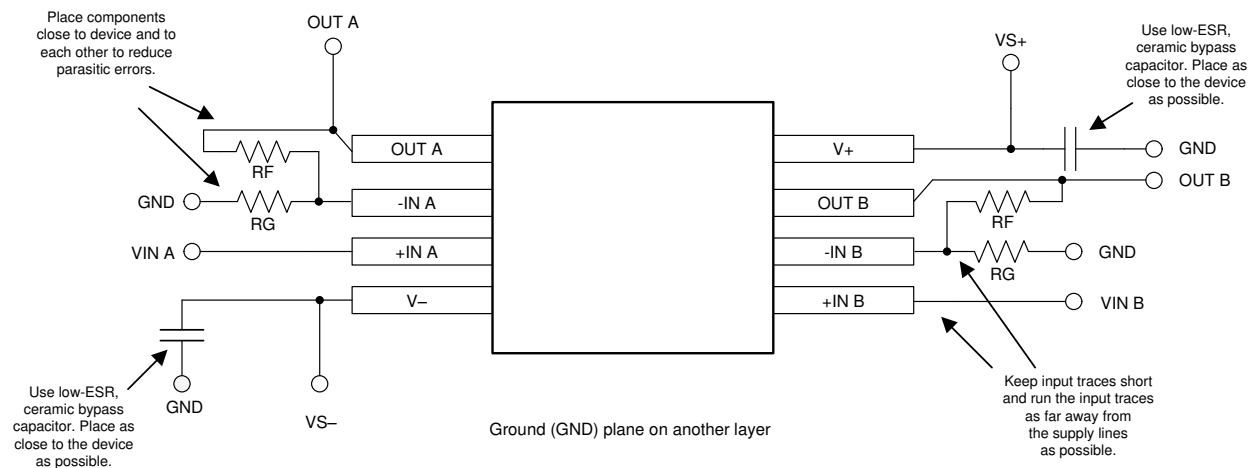 Place components
close to device and to
each other to reduce
parasitic errors.
OUT A
VS+
Use low-ESR,
ceramic bypass
capacitor. Place as
close to the device
as possible.
OUT A
V+
GND
RF
OUT B
OUT B
GND
-IN A
RG
RF
VIN A
+IN A
-IN B
GND
RG
V–
+IN B
VIN B
GND
VS–
Use low-ESR,
ceramic bypass
capacitor. Place as
close to the device
as possible.
Keep input traces short
and run the input traces
as far away from
the supply lines
as possible.
Ground (GND) plane on another layer